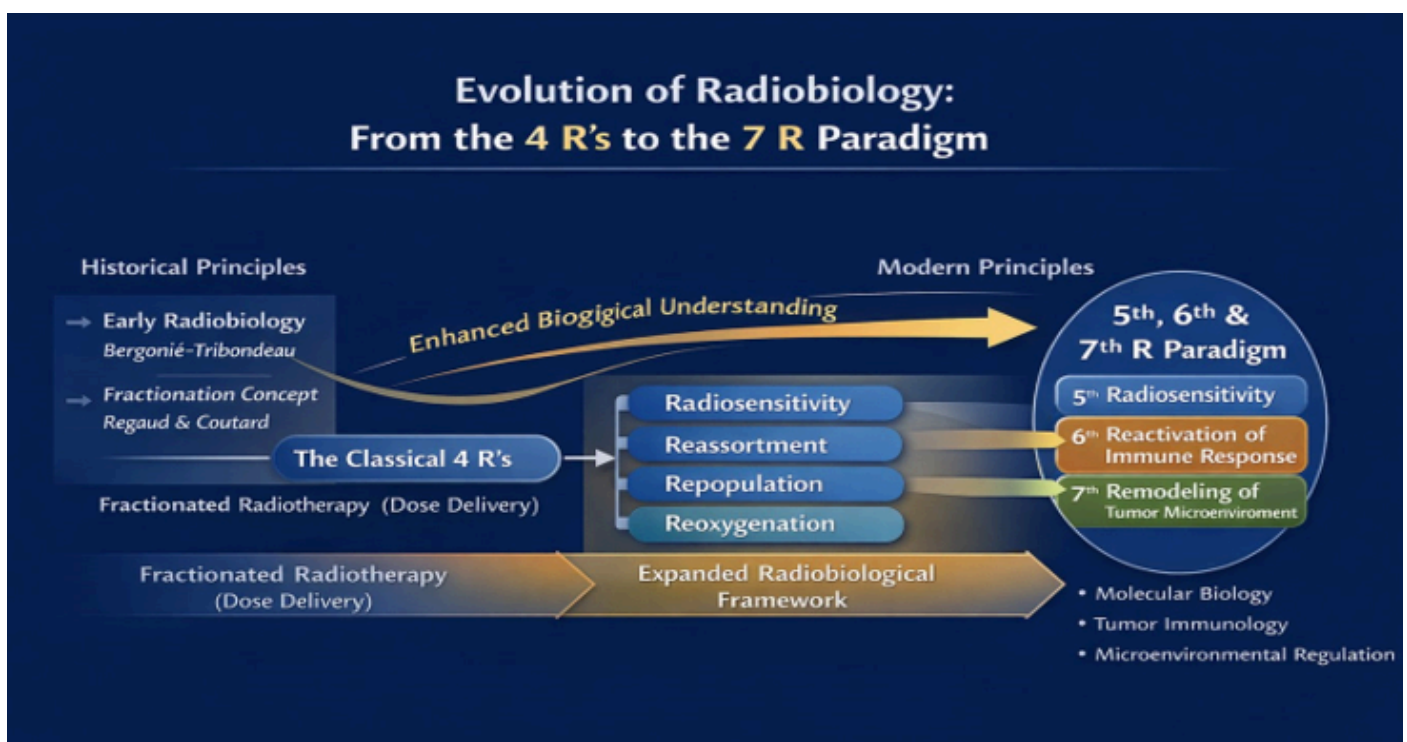 Evolution of Radiobiology:
From the 4 R's to the 7 R Paradigm
Historical Principles
→ Early Radiobiology
Bergonié-Tribondeau
→ Fractionation Concept
Regaud & Coutard
The Classical 4 R's
Fractionated Radiotherapy (Dose Delivery)
Enhanced Biogigical Understanding
Radiosensitivity
Reassortment
Repopulation
Reoxygenation
Modern Principles
5th, 6th &
7th R Paradigm
5th Radiosensitivity
6th Reactivation of
Immune Response
7th Remodeling of
Tumor Microenviroment
Fractionated Radiotherapy
(Dose Delivery)
Expanded Radiobiological
Framework
• Molecular Biology
• Tumor Immunology
• Microenvironmental Regulation